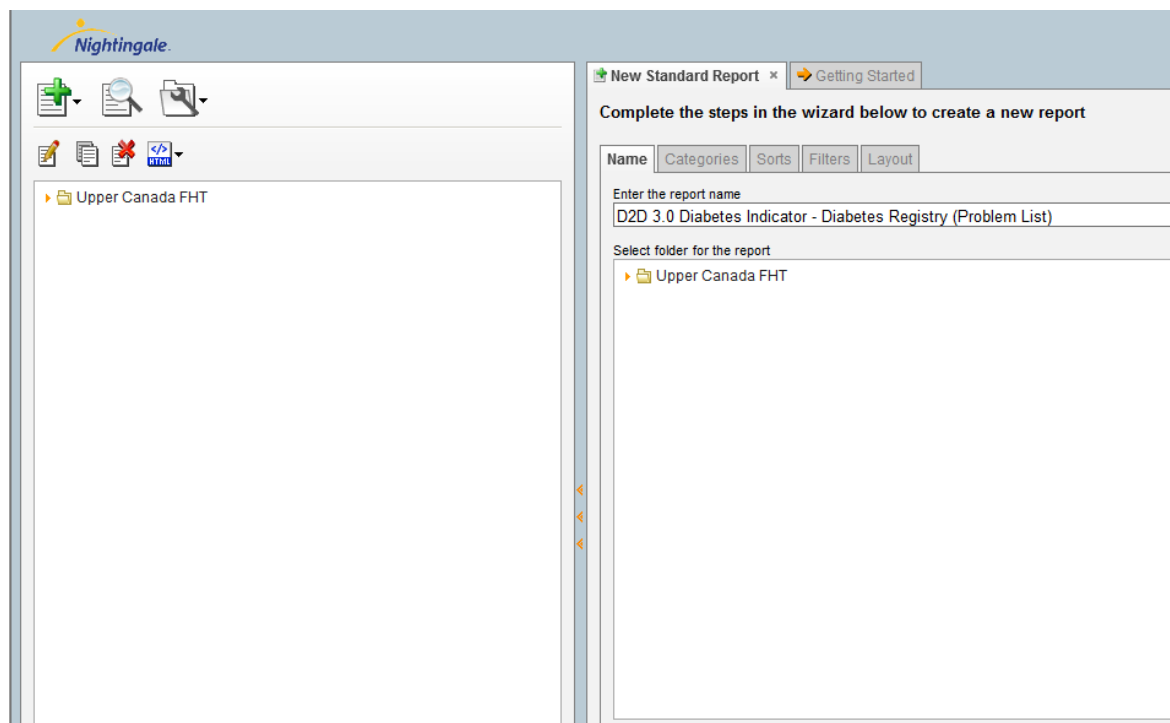 Nightingale
HTML
Upper Canada FHT
New Standard Report
Getting Started
Complete the steps in the wizard below to create a new report
Name Categories Sorts Filters Layout
Enter the report name
D2D 3.0 Diabetes Indicator - Diabetes Registry (Problem List)
Select folder for the report
Upper Canada FHT